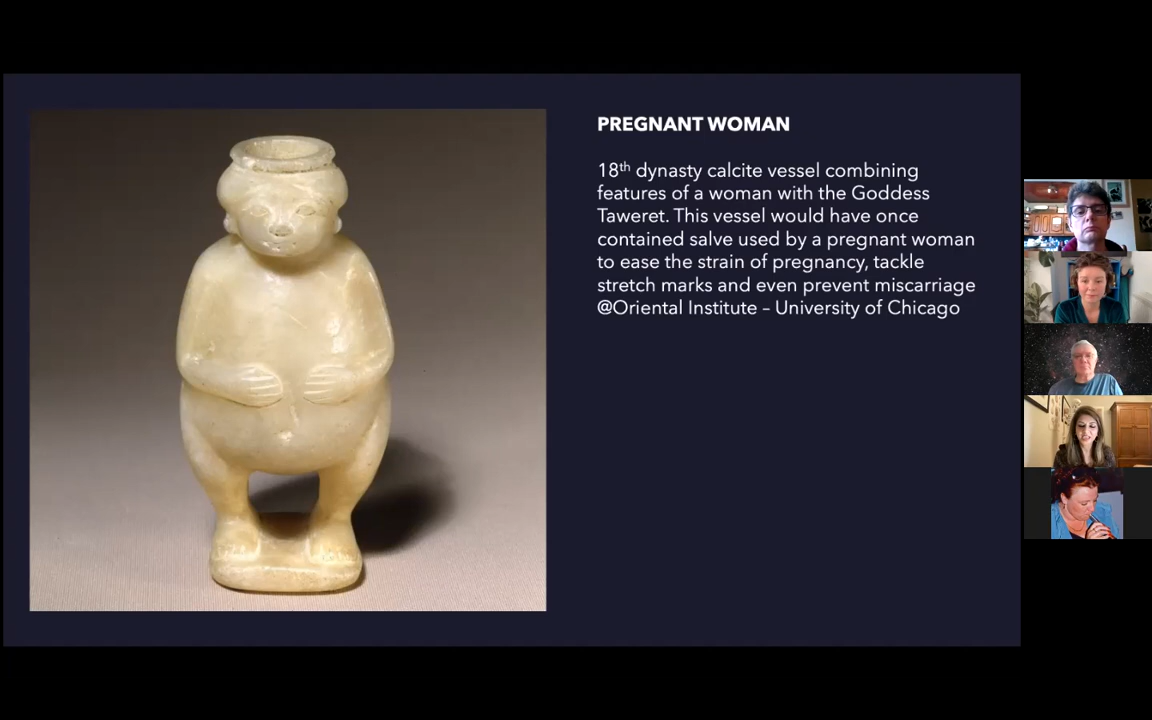 PREGNANT WOMAN
18th dynasty calcite vessel combining
features of a woman with the Goddess
Taweret. This vessel would have once
contained salve used by a pregnant woman
to ease the strain of pregnancy, tackle
stretch marks and even prevent miscarriage
@Oriental Institute – University of Chicago